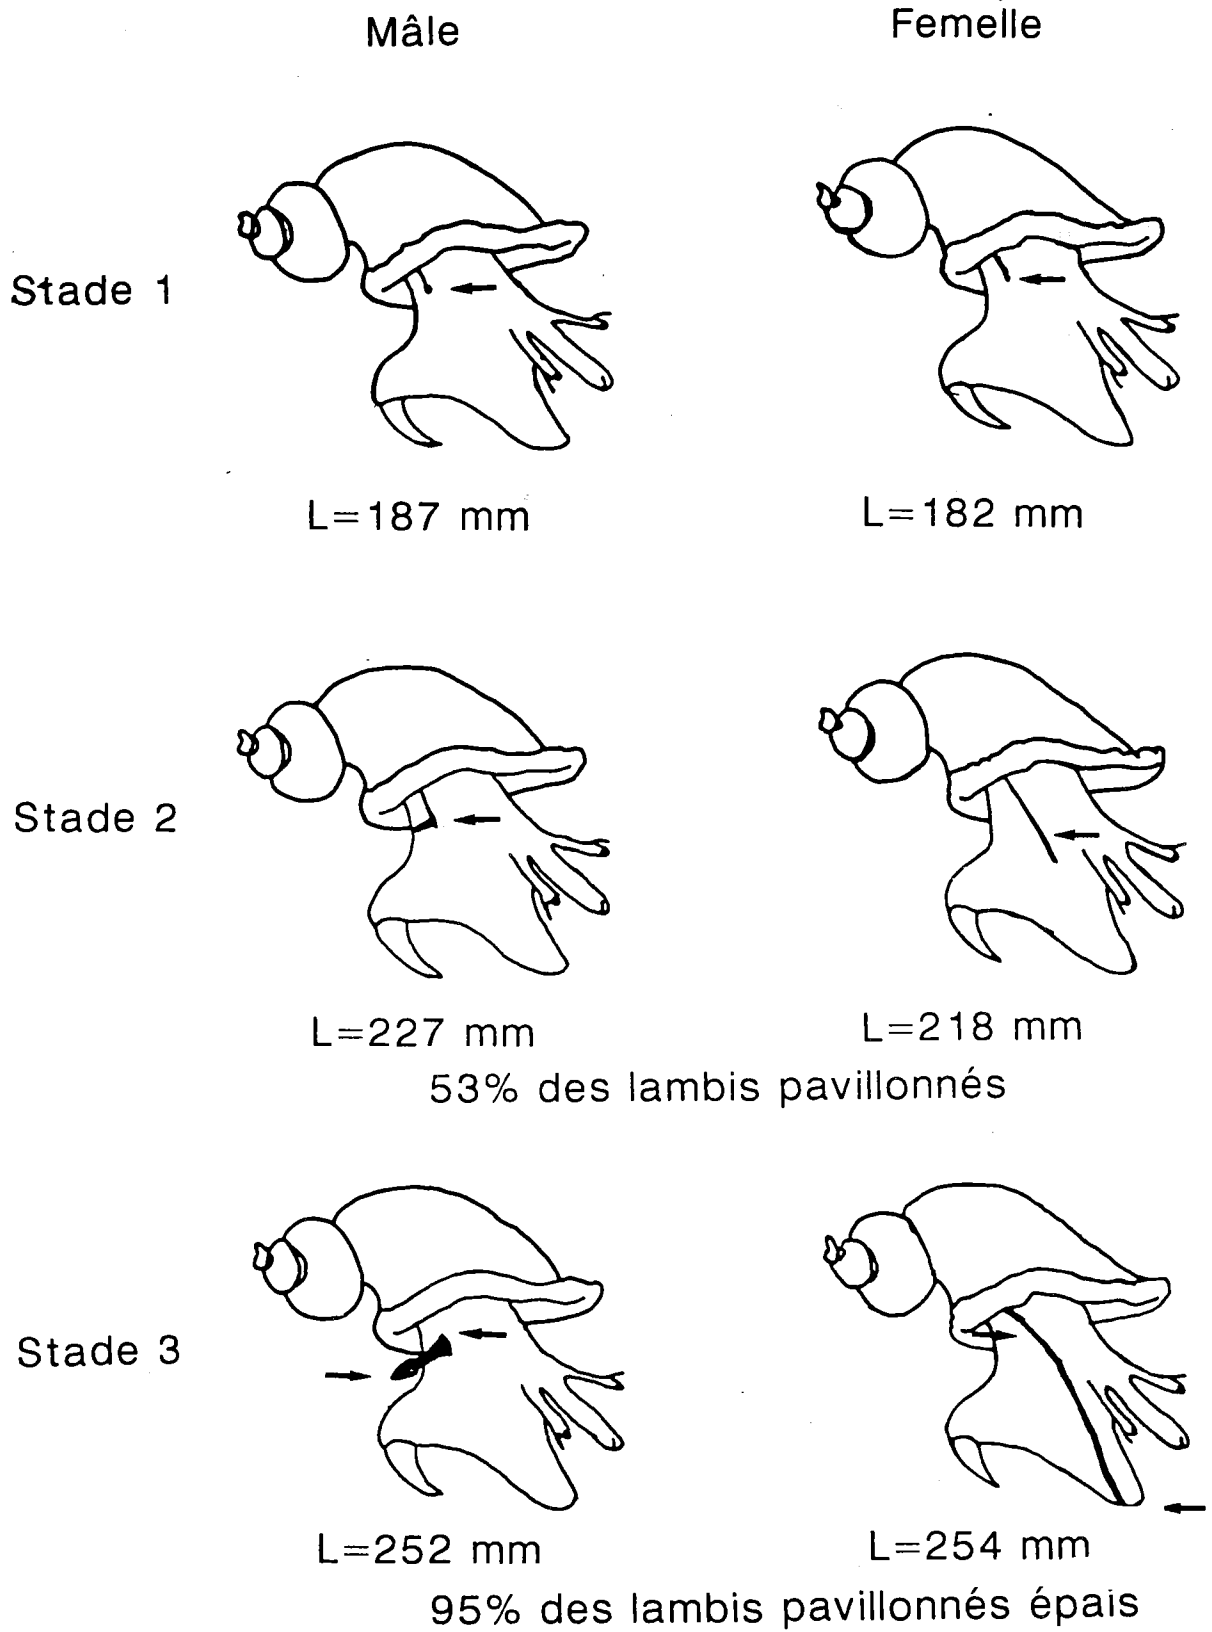 Mâle Femelle
Stade 1
L=187 mm L=182 mm
Stade 2
L=227 mm L=218 mm
53% des lambis pavillonnés
Stade 3
L=252 mm L=254 mm
95% des lambis pavillonnés épais